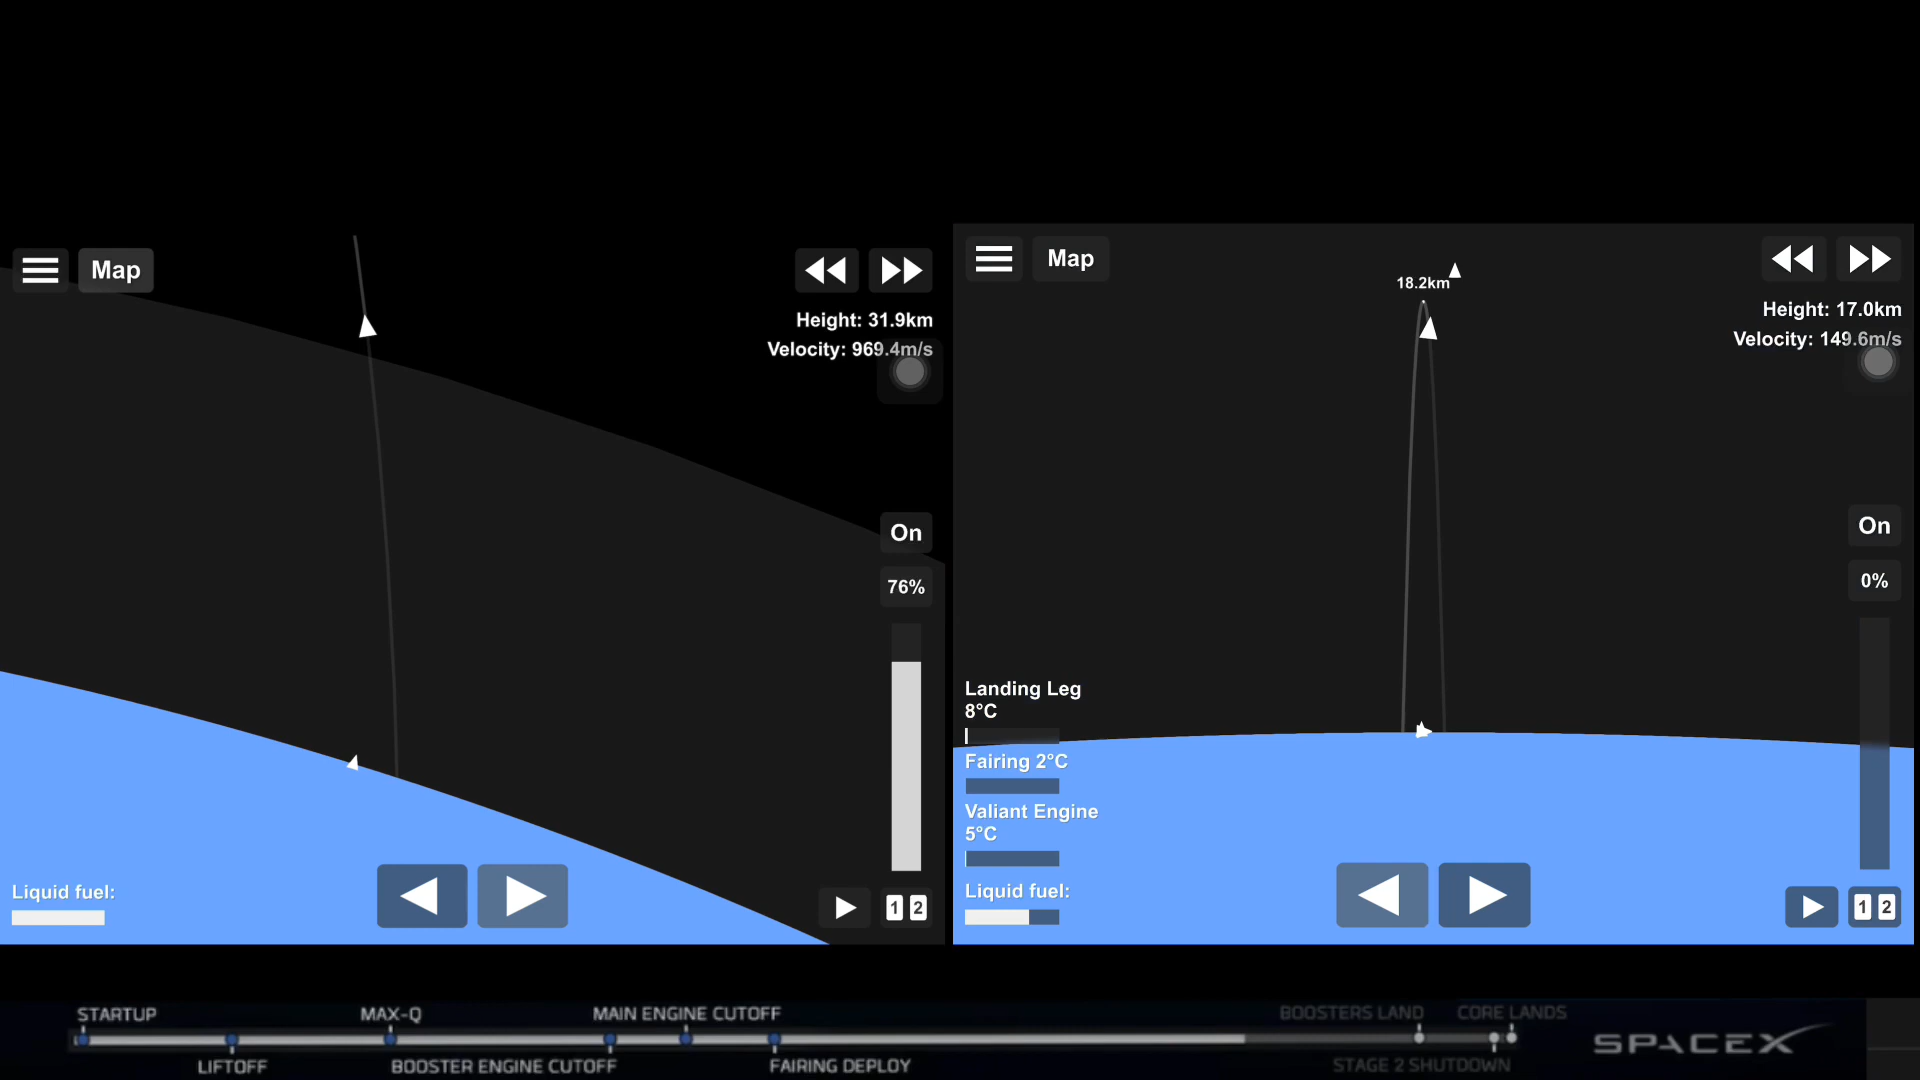 Map
Height: 31.9km
Velocity: 969.4m/s
On
76%
Liquid fuel:
1 2
Map
18.2km
Height: 17.0km
Velocity: 149.6m/s
On
0%
Landing Leg
8°C
Fairing 2°C
Valiant Engine
5°C
Liquid fuel:
1 2
STARTUP MAX-Q MAIN ENGINE CUTOFF BOOSTERS LAND CORE LANDS
LIFTOFF BOOSTER ENGINE CUTOFF FAIRING DEPLOY STAGE 2 SHUTDOWN
SPACEX